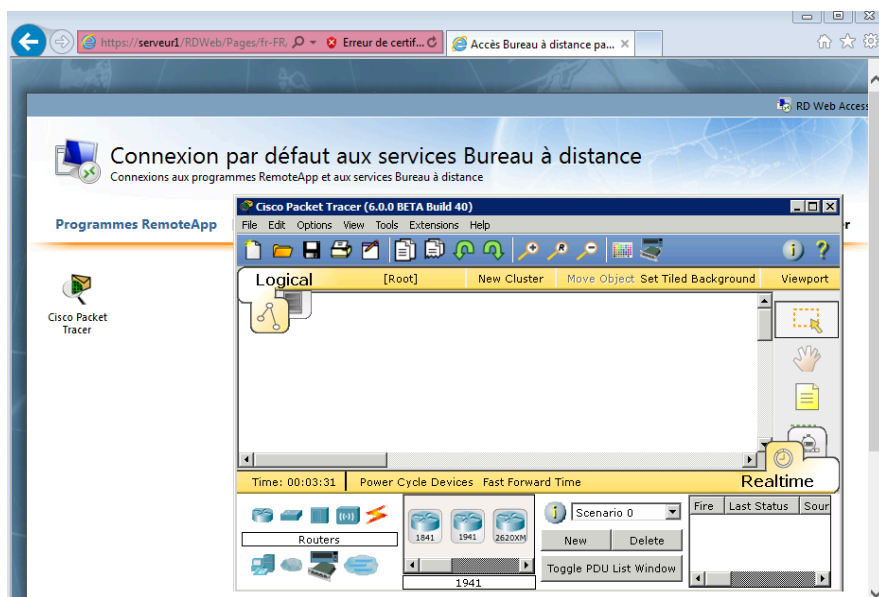 https://serveur1/RDWeb/Pages/fr-FR/ Erreur de certif... Accès Bureau à distance pa...
RD Web Access
Connexion par défaut aux services Bureau à distance
Connexions aux programmes RemoteApp et aux services Bureau à distance
Programmes RemoteApp
Cisco Packet
Tracer
Cisco Packet Tracer (6.0.0 BETA Build 40)
File Edit Options View Tools Extensions Help
Logical [Root] New Cluster Move Object Set Tiled Background Viewport
Time: 00:03:31 Power Cycle Devices Fast Forward Time Realtime
Routers
1841 1941 2620XM
1941
Scenario 0
New Delete
Toggle PDU List Window
Fire Last Status Sour